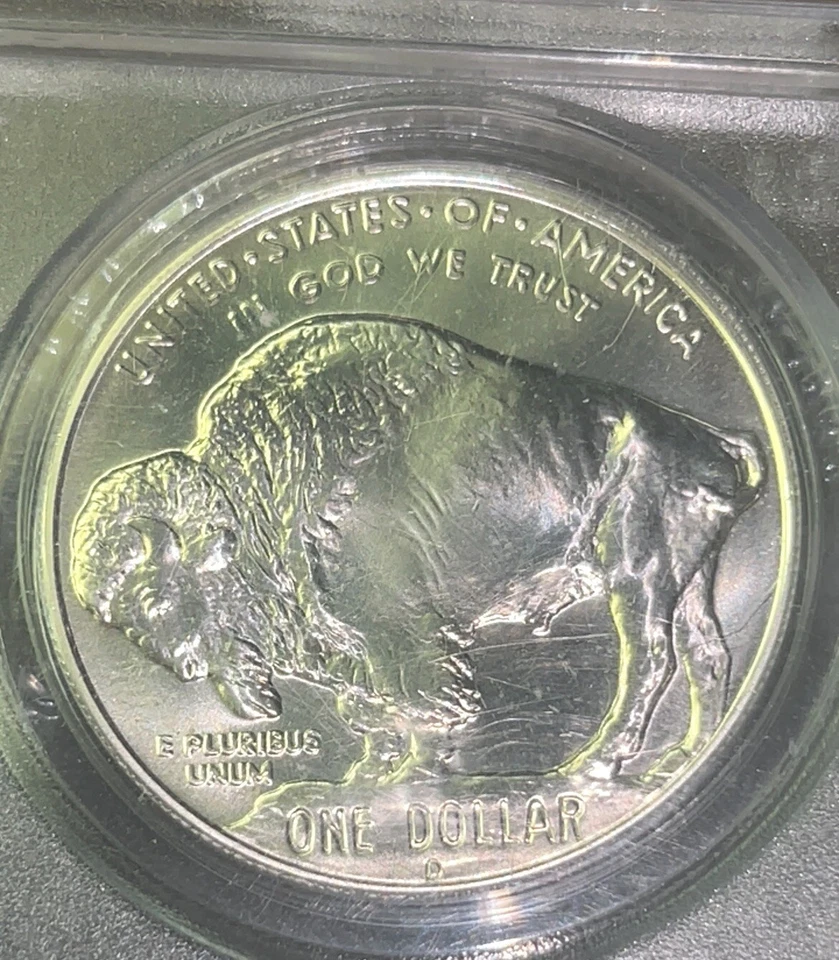 UNITED·STATES·OF·AMERICA
IN GOD WE TRUST
E PLURIBUS
UNUM
ONE DOLLAR
D